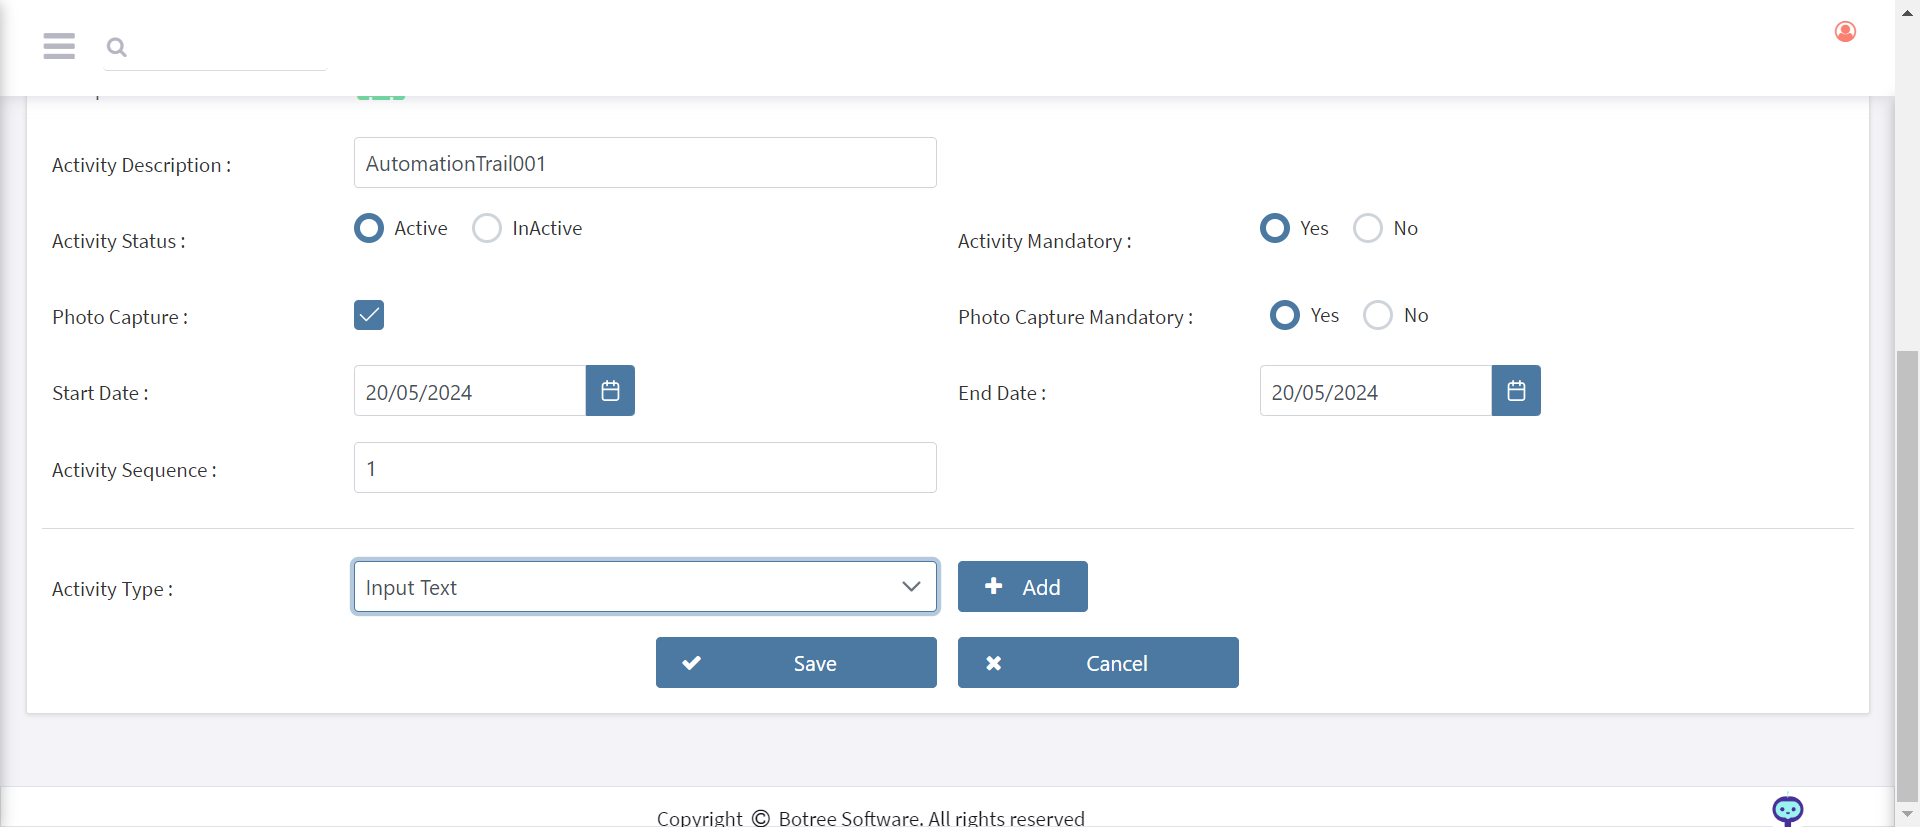 Activity Description : AutomationTrail001
Activity Status : Active InActive Activity Mandatory : Yes No
Photo Capture : Photo Capture Mandatory : Yes No
Start Date : 20/05/2024 End Date : 20/05/2024
Activity Sequence : 1
Activity Type : Input Text Add
Save Cancel
Copyright © Botree Software. All rights reserved